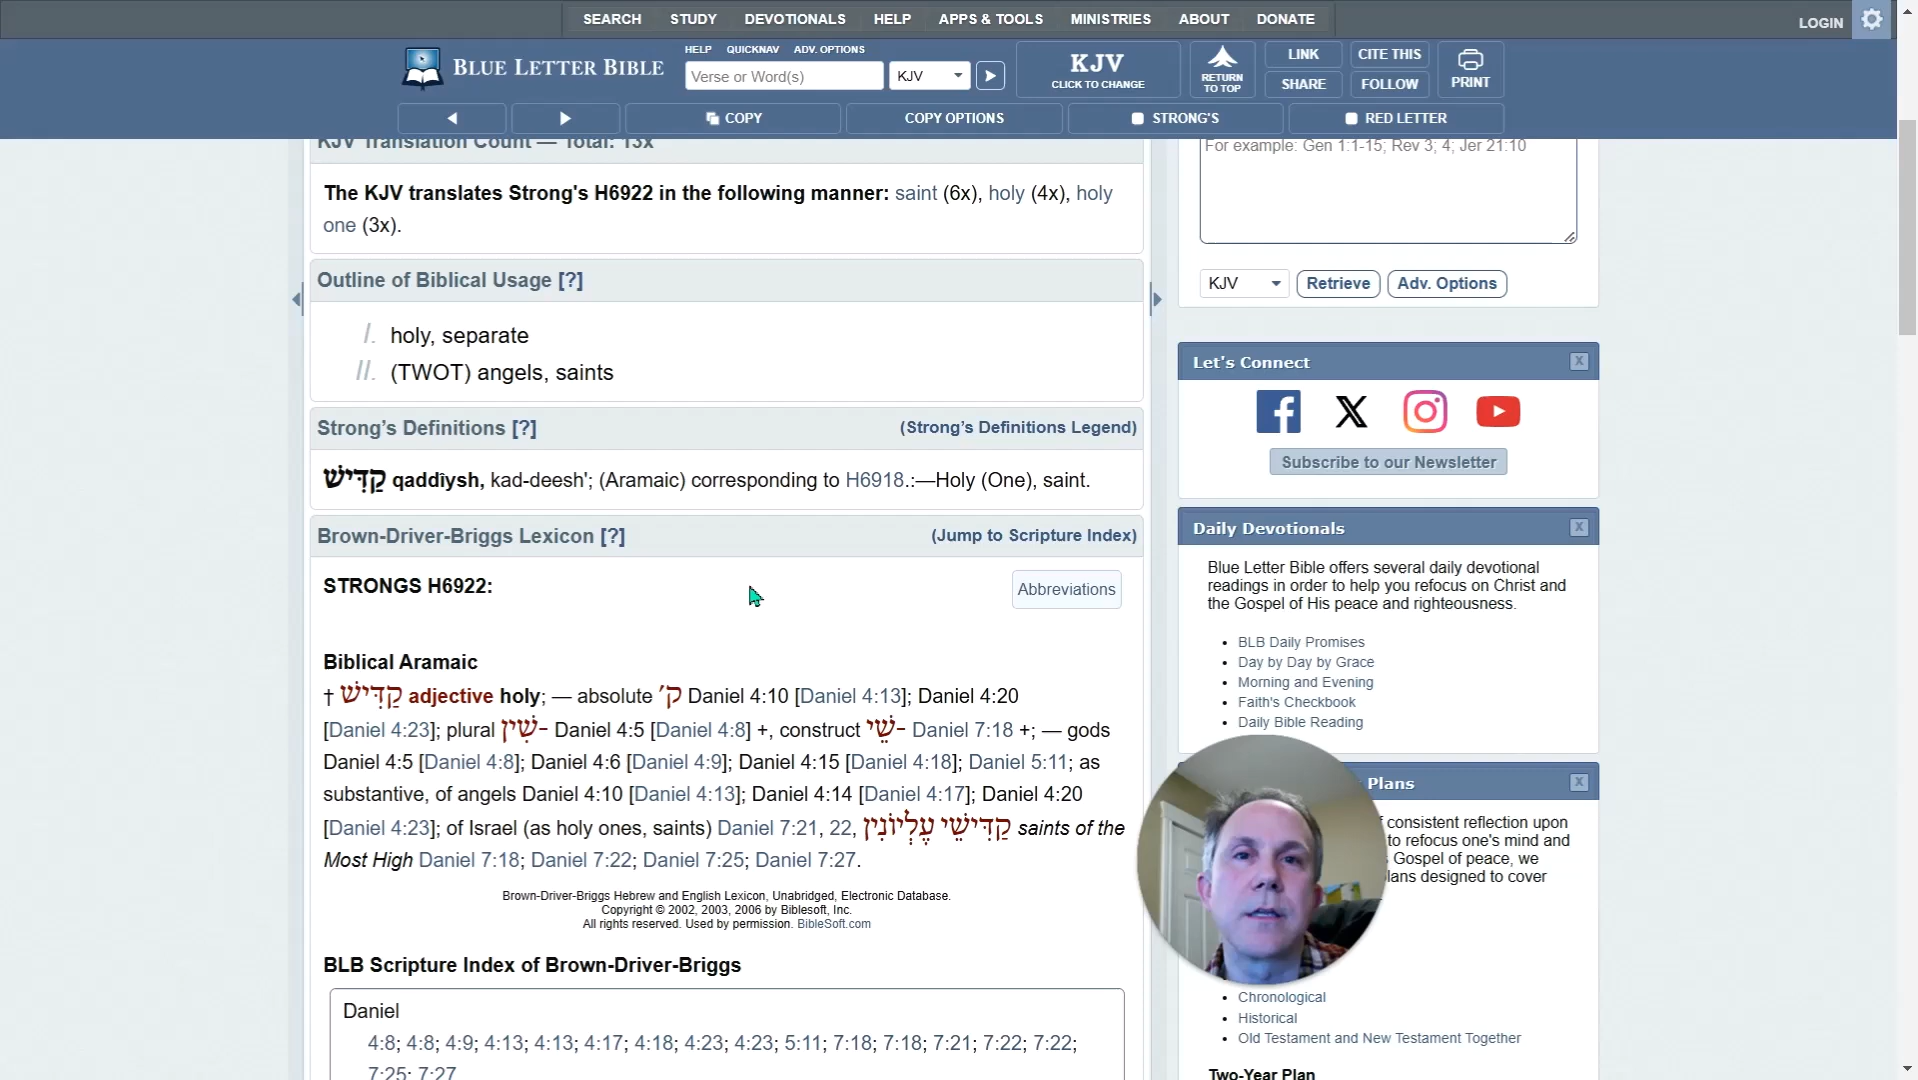 SEARCH STUDY DEVOTIONALS HELP APPS & TOOLS MINISTRIES ABOUT DONATE
LOGIN
BLUE LETTER BIBLE
HELP QUICKNAV ADV. OPTIONS
Verse or Word(s)
KJV
KJV
CLICK TO CHANGE
RETURN
TO TOP
LINK
CITE THIS
SHARE
FOLLOW
PRINT
COPY
COPY OPTIONS
STRONG'S
RED LETTER
KJV Translation Count — Total: 13x
The KJV translates Strong's H6922 in the following manner: saint (6x), holy (4x), holy
one (3x).
Outline of Biblical Usage [?]
I. holy, separate
II. (TWOT) angels, saints
Strong's Definitions [?]
(Strong's Definitions Legend)
קַדִּישׁ qaddîysh, kad-deesh'; (Aramaic) corresponding to H6918.:—Holy (One), saint.
Brown-Driver-Briggs Lexicon [?]
(Jump to Scripture Index)
STRONGS H6922:
Abbreviations
Biblical Aramaic
† קַדִּישׁ adjective holy; — absolute ק׳ Daniel 4:10 [Daniel 4:13]; Daniel 4:20
[Daniel 4:23]; plural שִׁין- Daniel 4:5 [Daniel 4:8] +, construct שֵׁי- Daniel 7:18 +; — gods
Daniel 4:5 [Daniel 4:8]; Daniel 4:6 [Daniel 4:9]; Daniel 4:15 [Daniel 4:18]; Daniel 5:11; as
substantive, of angels Daniel 4:10 [Daniel 4:13]; Daniel 4:14 [Daniel 4:17]; Daniel 4:20
[Daniel 4:23]; of Israel (as holy ones, saints) Daniel 7:21, 22, קַדִּישֵׁי עֶלְיוֹנִין saints of the
Most High Daniel 7:18; Daniel 7:22; Daniel 7:25; Daniel 7:27.
Brown-Driver-Briggs Hebrew and English Lexicon, Unabridged, Electronic Database.
Copyright © 2002, 2003, 2006 by Biblesoft, Inc.
All rights reserved. Used by permission. BibleSoft.com
BLB Scripture Index of Brown-Driver-Briggs
Daniel
4:8; 4:8; 4:9; 4:13; 4:13; 4:17; 4:18; 4:23; 4:23; 5:11; 7:18; 7:18; 7:21; 7:22; 7:22;
7:25; 7:27
For example: Gen 1:1-15; Rev 3; 4; Jer 21:10
KJV
Retrieve
Adv. Options
Let's Connect
X
Subscribe to our Newsletter
Daily Devotionals
X
Blue Letter Bible offers several daily devotional
readings in order to help you refocus on Christ and
the Gospel of His peace and righteousness.
• BLB Daily Promises
• Day by Day by Grace
• Morning and Evening
• Faith's Checkbook
• Daily Bible Reading
Plans
X
consistent reflection upon
to refocus one's mind and
Gospel of peace, we
designed to cover
• Chronological
• Historical
• Old Testament and New Testament Together
Two-Year Plan